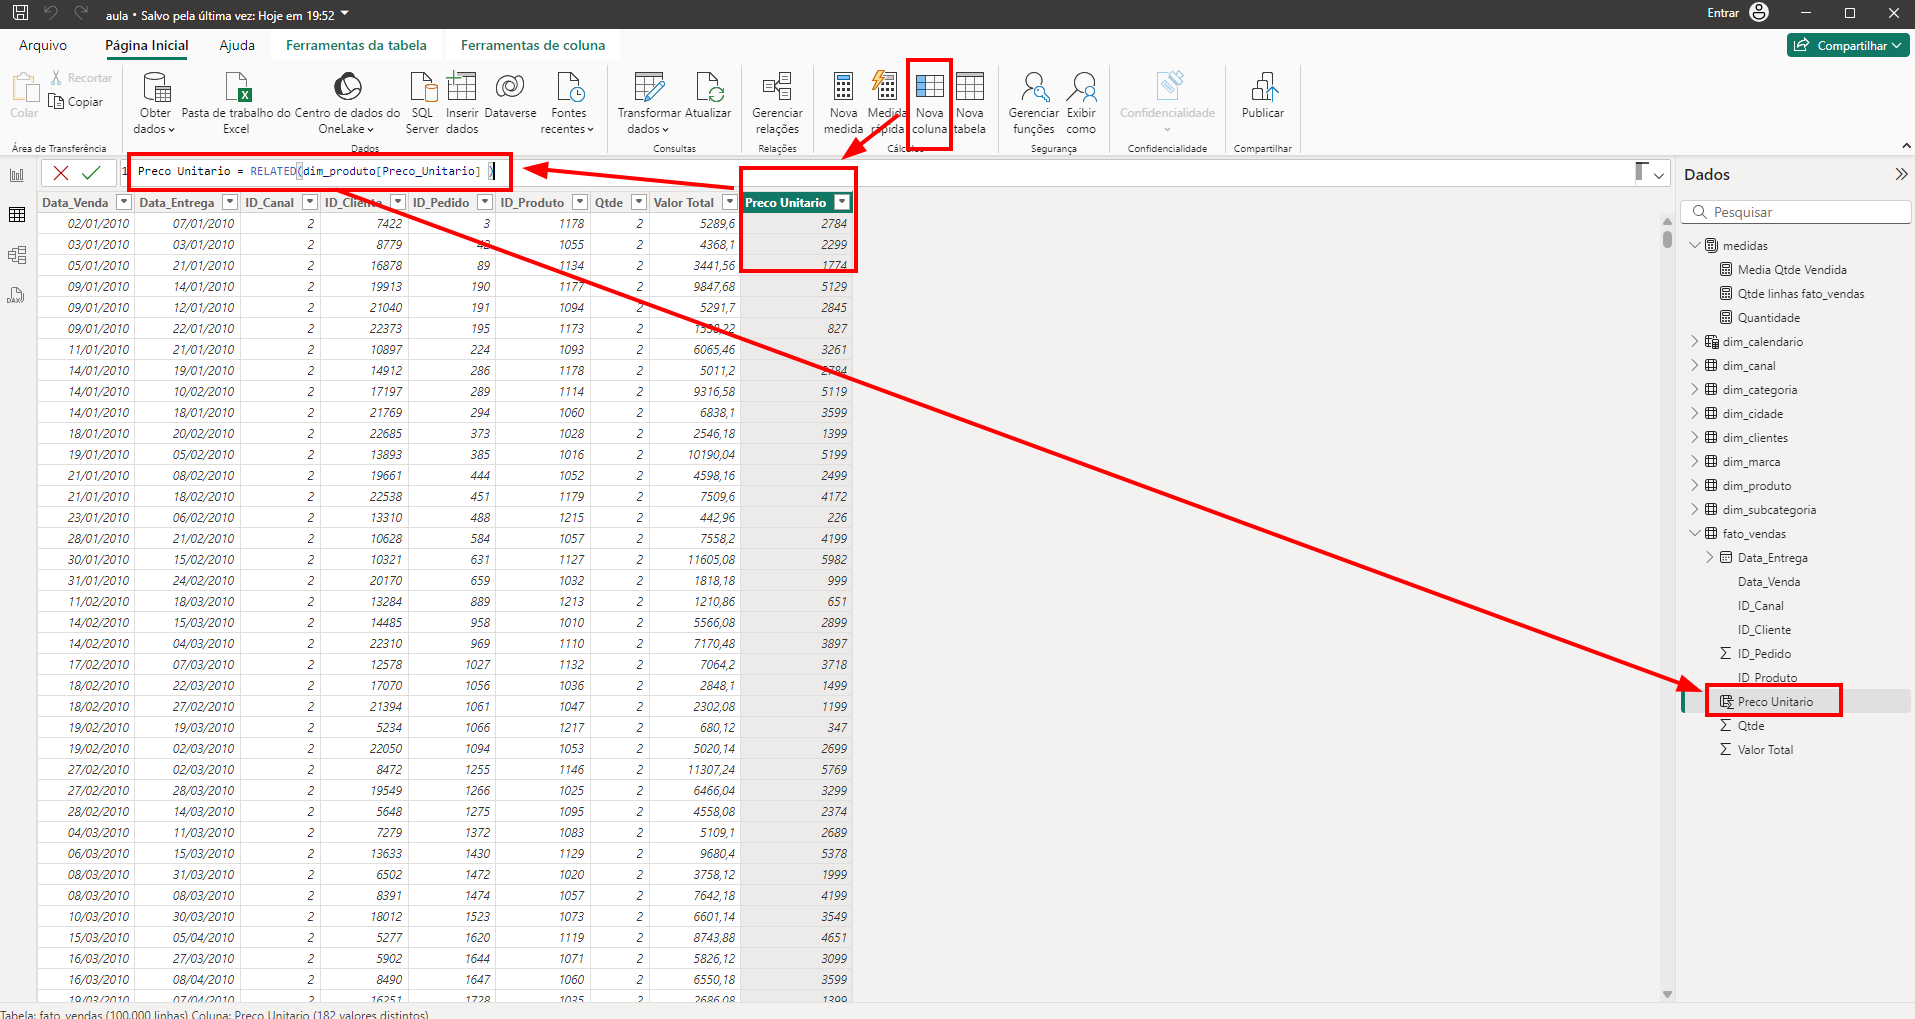 aula • Salvo pela última vez: Hoje em 19:52
Entrar
Arquivo Página Inicial Ajuda Ferramentas da tabela Ferramentas de coluna
Compartilhar
Colar
Recortar
Copiar
Obter dados
Pasta de trabalho do Excel
Centro de dados do OneLake
SQL Server
Inserir dados
Dataverse
Fontes recentes
Transformar dados
Atualizar
Gerenciar relações
Nova medida
Medida rápida
Nova coluna
Nova tabela
Gerenciar funções
Exibir como
Confidencialidade
Publicar
Área de Transferência Dados Consultas Relações Segurança Confidencialidade Compartilhar
1 Preco Unitario = RELATED(dim_produto[Preco_Unitario] )
Data_Venda Data_Entrega ID_Canal ID_Cliente ID_Pedido ID_Produto Qtde Valor Total Preco Unitario
02/01/2010 07/01/2010 2 7422 3 1178 2 5289,6 2784
03/01/2010 03/01/2010 2 8779 42 1055 2 4368,1 2299
05/01/2010 21/01/2010 2 16878 89 1134 2 3441,56 1774
09/01/2010 14/01/2010 2 19913 190 1177 2 9847,68 5129
09/01/2010 12/01/2010 2 21040 191 1094 2 5291,7 2845
09/01/2010 22/01/2010 2 22373 195 1173 2 827
11/01/2010 21/01/2010 2 10897 224 1093 2 6065,46 3261
14/01/2010 19/01/2010 2 14912 286 1178 2 5011,2 2784
14/01/2010 10/02/2010 2 17197 289 1114 2 9316,58 5119
14/01/2010 18/01/2010 2 21769 294 1060 2 6838,1 3599
18/01/2010 20/02/2010 2 22685 373 1028 2 2546,18 1399
19/01/2010 05/02/2010 2 13893 385 1016 2 10190,04 5199
21/01/2010 08/02/2010 2 19661 444 1052 2 4598,16 2499
21/01/2010 18/02/2010 2 22538 451 1179 2 7509,6 4172
23/01/2010 06/02/2010 2 13310 488 1215 2 442,96 226
28/01/2010 21/02/2010 2 10628 584 1057 2 7558,2 4199
30/01/2010 15/02/2010 2 10321 631 1127 2 11605,08 5982
31/01/2010 24/02/2010 2 20170 659 1032 2 1818,18 999
11/02/2010 18/03/2010 2 13284 889 1213 2 1210,86 651
14/02/2010 15/03/2010 2 14485 958 1010 2 5566,08 2899
14/02/2010 04/03/2010 2 22310 969 1110 2 7170,48 3897
17/02/2010 07/03/2010 2 12578 1027 1132 2 7064,2 3718
18/02/2010 22/03/2010 2 17070 1056 1036 2 2848,1 1499
18/02/2010 27/02/2010 2 21394 1061 1047 2 2302,08 1199
19/02/2010 19/03/2010 2 5234 1066 1217 2 680,12 347
19/02/2010 02/03/2010 2 22050 1094 1053 2 5020,14 2699
27/02/2010 02/03/2010 2 8472 1255 1146 2 11307,24 5769
27/02/2010 28/03/2010 2 19549 1266 1025 2 6466,04 3299
28/02/2010 14/03/2010 2 5648 1275 1095 2 4558,08 2374
04/03/2010 11/03/2010 2 7279 1372 1083 2 5109,1 2689
06/03/2010 15/03/2010 2 13633 1430 1129 2 9680,4 5378
08/03/2010 31/03/2010 2 6502 1472 1020 2 3758,12 1999
08/03/2010 08/03/2010 2 8391 1474 1057 2 7642,18 4199
10/03/2010 30/03/2010 2 18012 1523 1073 2 6601,14 3549
15/03/2010 05/04/2010 2 5277 1620 1119 2 8743,88 4651
16/03/2010 27/03/2010 2 5902 1644 1071 2 5826,12 3099
16/03/2010 08/04/2010 2 8490 1647 1060 2 6550,18 3599
19/03/2010 07/04/2010 2 16251 1728 1035 2 2686,08 1399
Tabela: fato_vendas (100.000 linhas) Coluna: Preco Unitario (182 valores distintos)
Dados
Pesquisar
medidas
Media Qtde Vendida
Qtde linhas fato_vendas
Quantidade
dim_calendario
dim_canal
dim_categoria
dim_cidade
dim_clientes
dim_marca
dim_produto
dim_subcategoria
fato_vendas
Data_Entrega
Data_Venda
ID_Canal
ID_Cliente
ID_Pedido
ID_Produto
Preco Unitario
Qtde
Valor Total